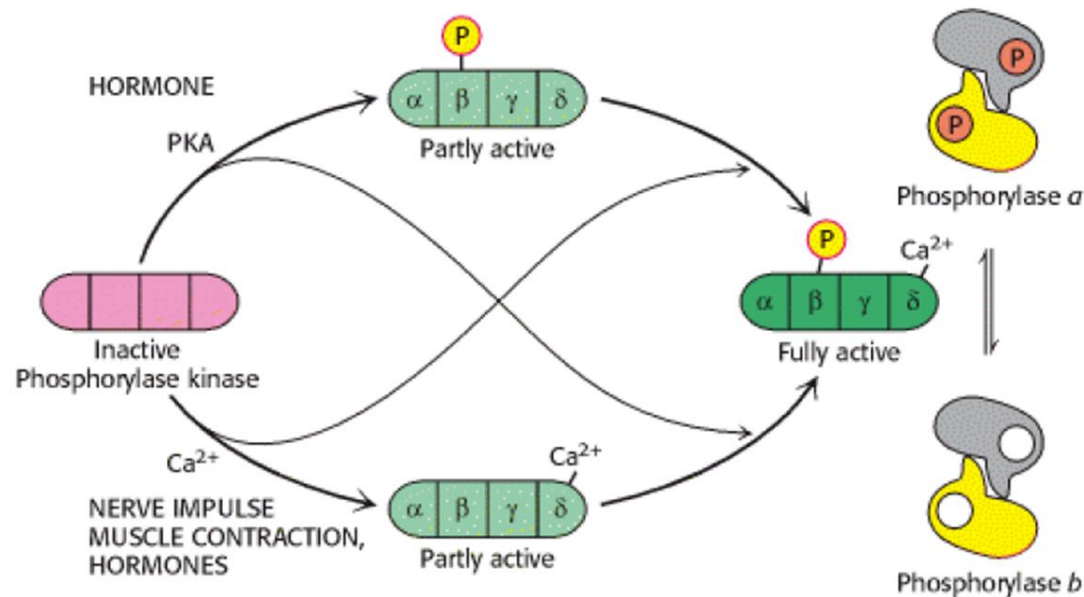 P
HORMONE
α β γ δ
PKA
Partly active
P
P
Phosphorylase a
P
Ca²⁺
α β γ δ
Inactive
Phosphorylase kinase
Fully active
Ca²⁺
Ca²⁺
α β γ δ
NERVE IMPULSE
MUSCLE CONTRACTION,
HORMONES
Partly active
Phosphorylase b